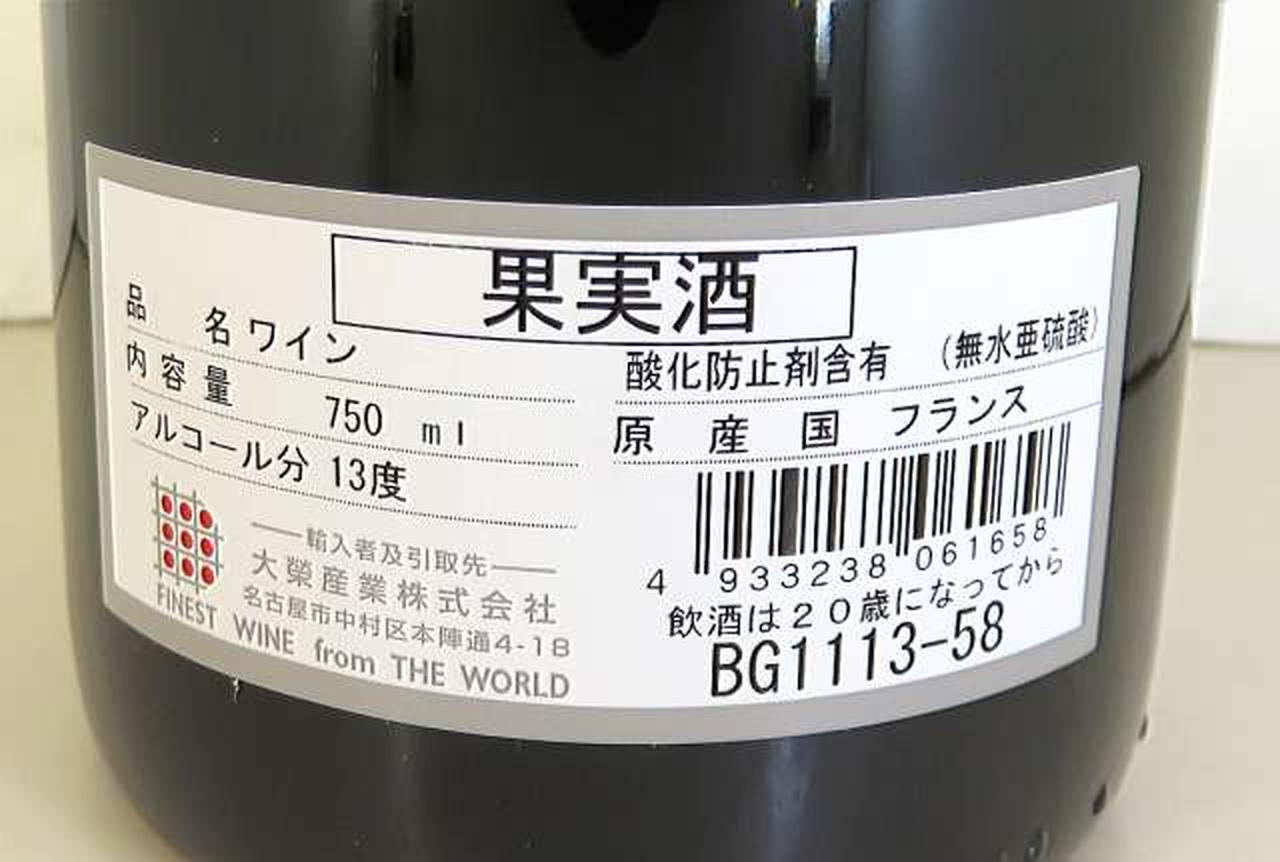 果実酒
品 名 ワイン
内容量 750 ml
アルコール分 13度
酸化防止剤含有 (無水亜硫酸)
原産国 フランス
輸入者及引取先
大榮産業株式会社
名古屋市中村区本陣通4-18
FINEST WINE from THE WORLD
4 933238 061658
飲酒は20歳になってから
BG1113-58